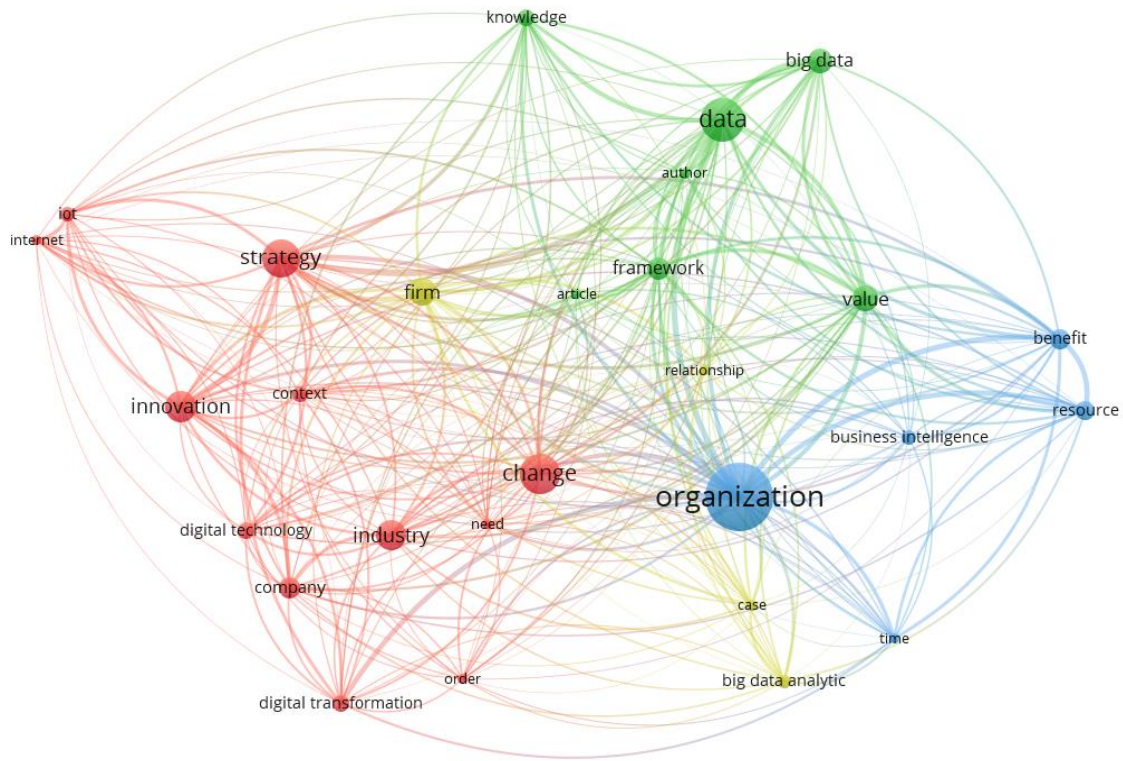 knowledge
big data
data
author
iot
internet
strategy
framework
firm
article
value
benefit
relationship
context
innovation
resource
business intelligence
change
organization
need
digital technology
industry
company
case
time
order
big data analytic
digital transformation